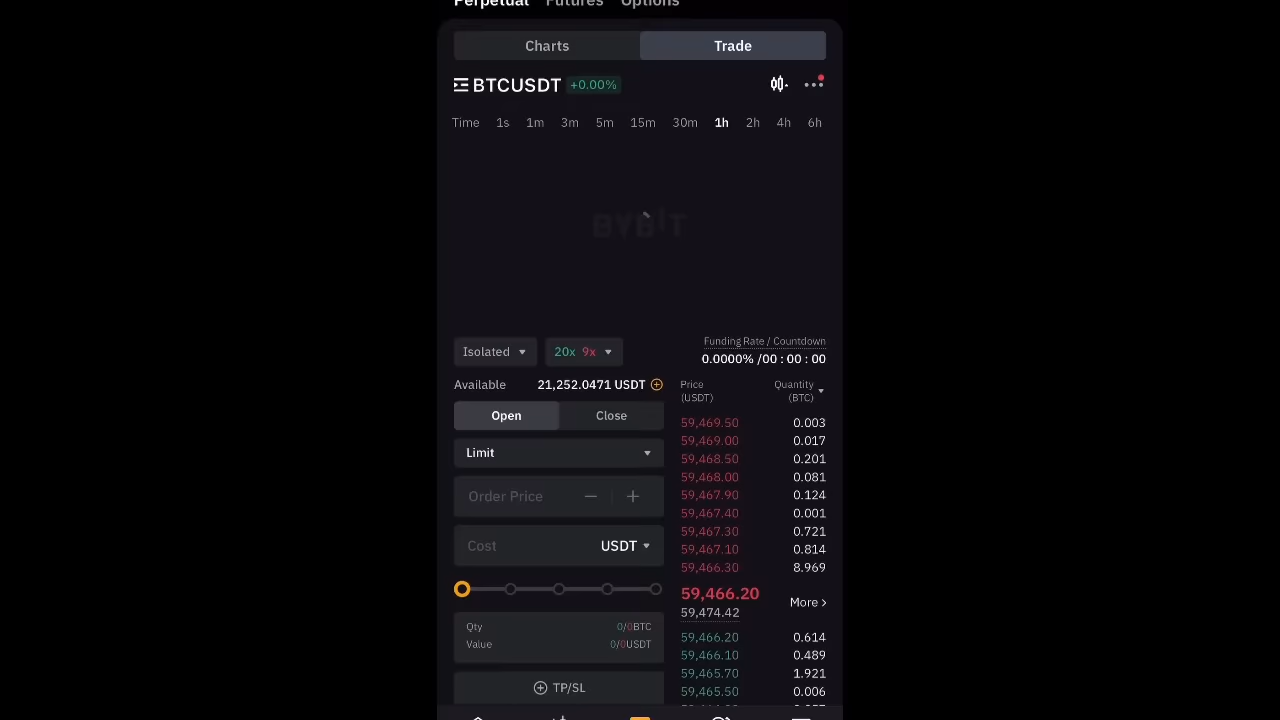 Perpetual Futures Options
Charts Trade
BTCUSDT +0.00%
Time 1s 1m 3m 5m 15m 30m 1h 2h 4h 6h
BYBIT
Isolated 20x 9x
Funding Rate / Countdown
0.0000% /00 : 00 : 00
Available 21,252.0471 USDT
Open Close
Limit
Order Price
Cost USDT
Qty 0/0BTC
Value 0/0USDT
TP/SL
Price Quantity
(USDT) (BTC)
59,469.50 0.003
59,469.00 0.017
59,468.50 0.201
59,468.00 0.081
59,467.90 0.124
59,467.40 0.001
59,467.30 0.721
59,467.10 0.814
59,466.30 8.969
59,466.20
59,474.42
More >
59,466.20 0.614
59,466.10 0.489
59,465.70 1.921
59,465.50 0.006